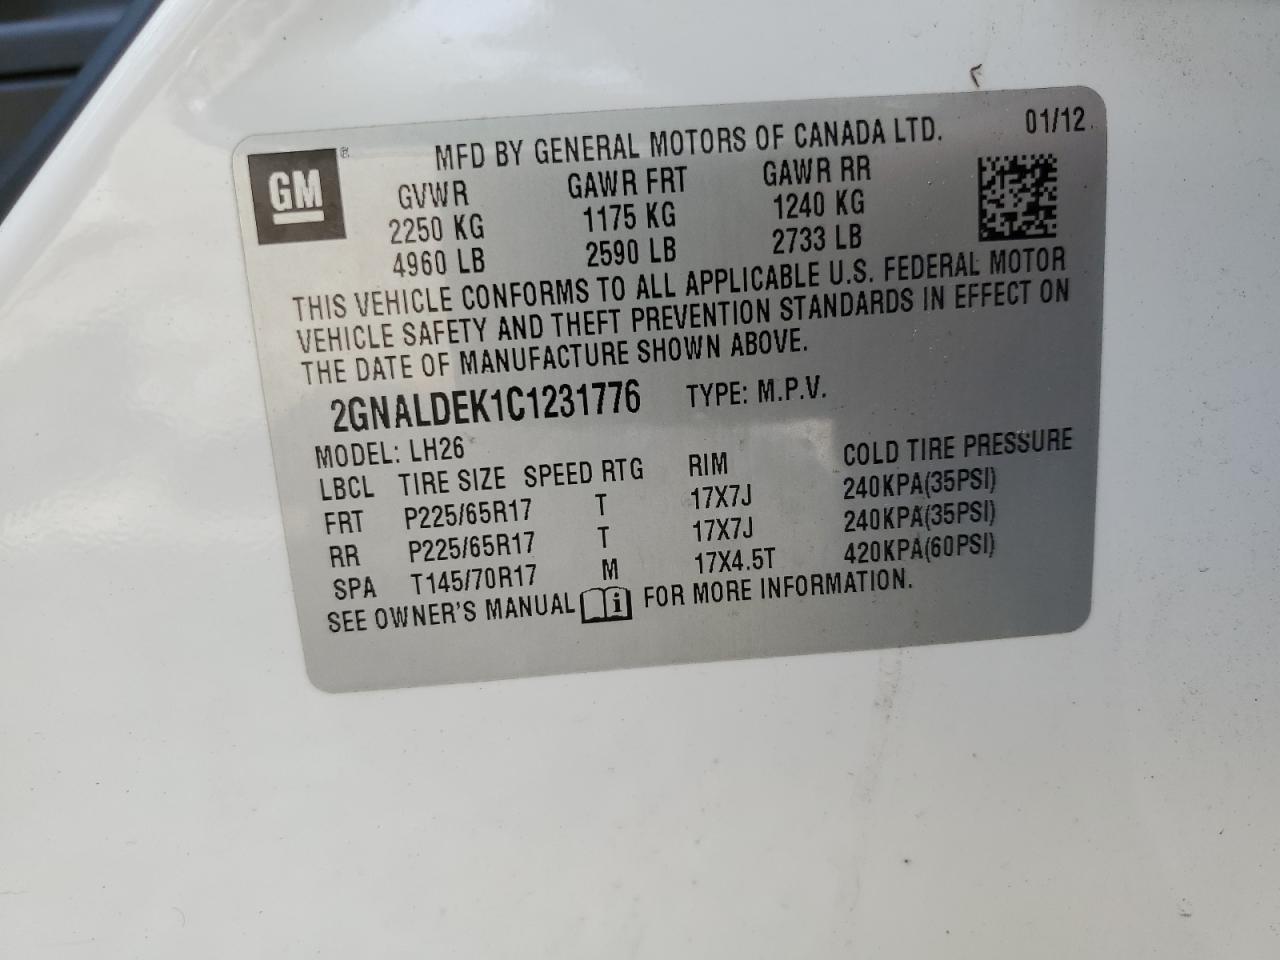 GM ®
MFD BY GENERAL MOTORS OF CANADA LTD. 01/12
GVWR GAWR FRT GAWR RR
2250 KG 1175 KG 1240 KG
4960 LB 2590 LB 2733 LB
THIS VEHICLE CONFORMS TO ALL APPLICABLE U.S. FEDERAL MOTOR
VEHICLE SAFETY AND THEFT PREVENTION STANDARDS IN EFFECT ON
THE DATE OF MANUFACTURE SHOWN ABOVE.
2GNALDEK1C1231776 TYPE: M.P.V.
MODEL: LH26
LBCL TIRE SIZE SPEED RTG RIM COLD TIRE PRESSURE
FRT P225/65R17 T 17X7J 240KPA(35PSI)
RR P225/65R17 T 17X7J 240KPA(35PSI)
SPA T145/70R17 M 17X4.5T 420KPA(60PSI)
SEE OWNER'S MANUAL i FOR MORE INFORMATION.